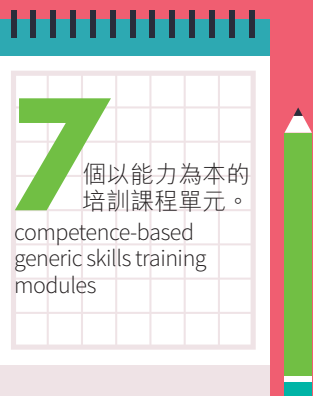 7
個以能力為本的
培訓課程單元。
competence-based
generic skills training
modules